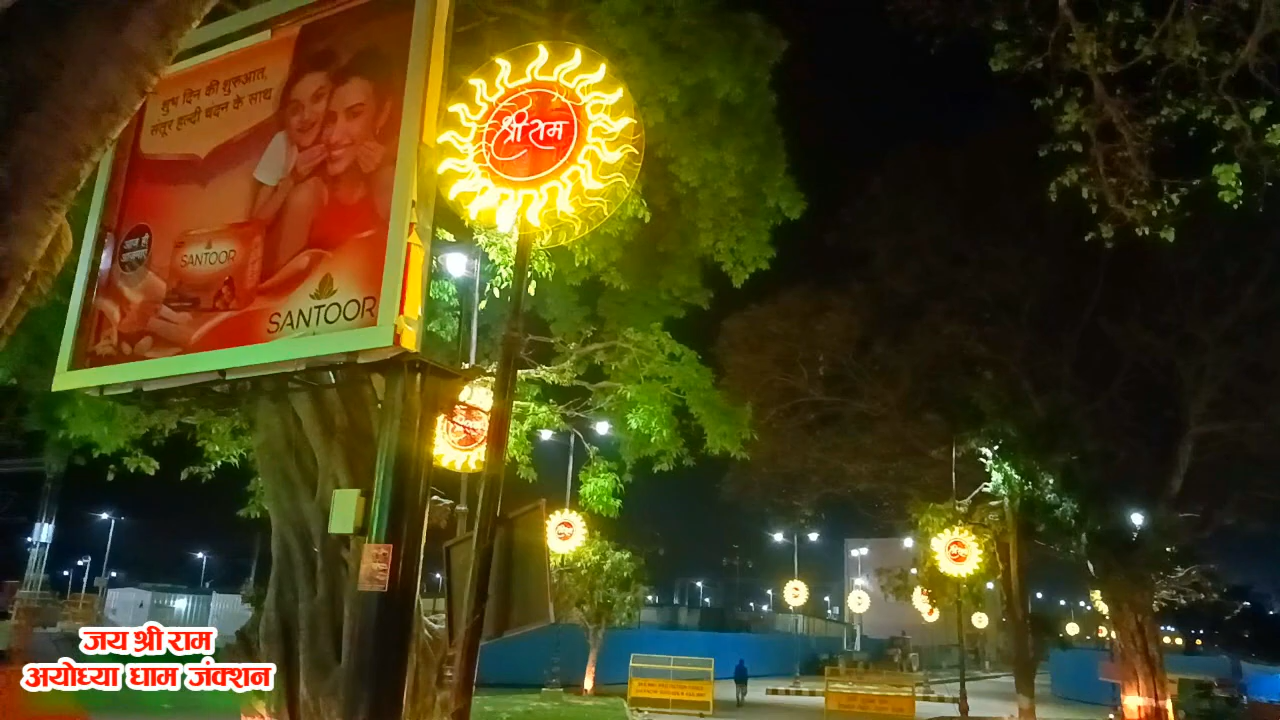 शुभ दिन की शुरुआत,
संतूर हल्दी चंदन के साथ
SANTOOR
SANTOOR
श्री राम
जय श्री राम
अयोध्या धाम जंक्शन